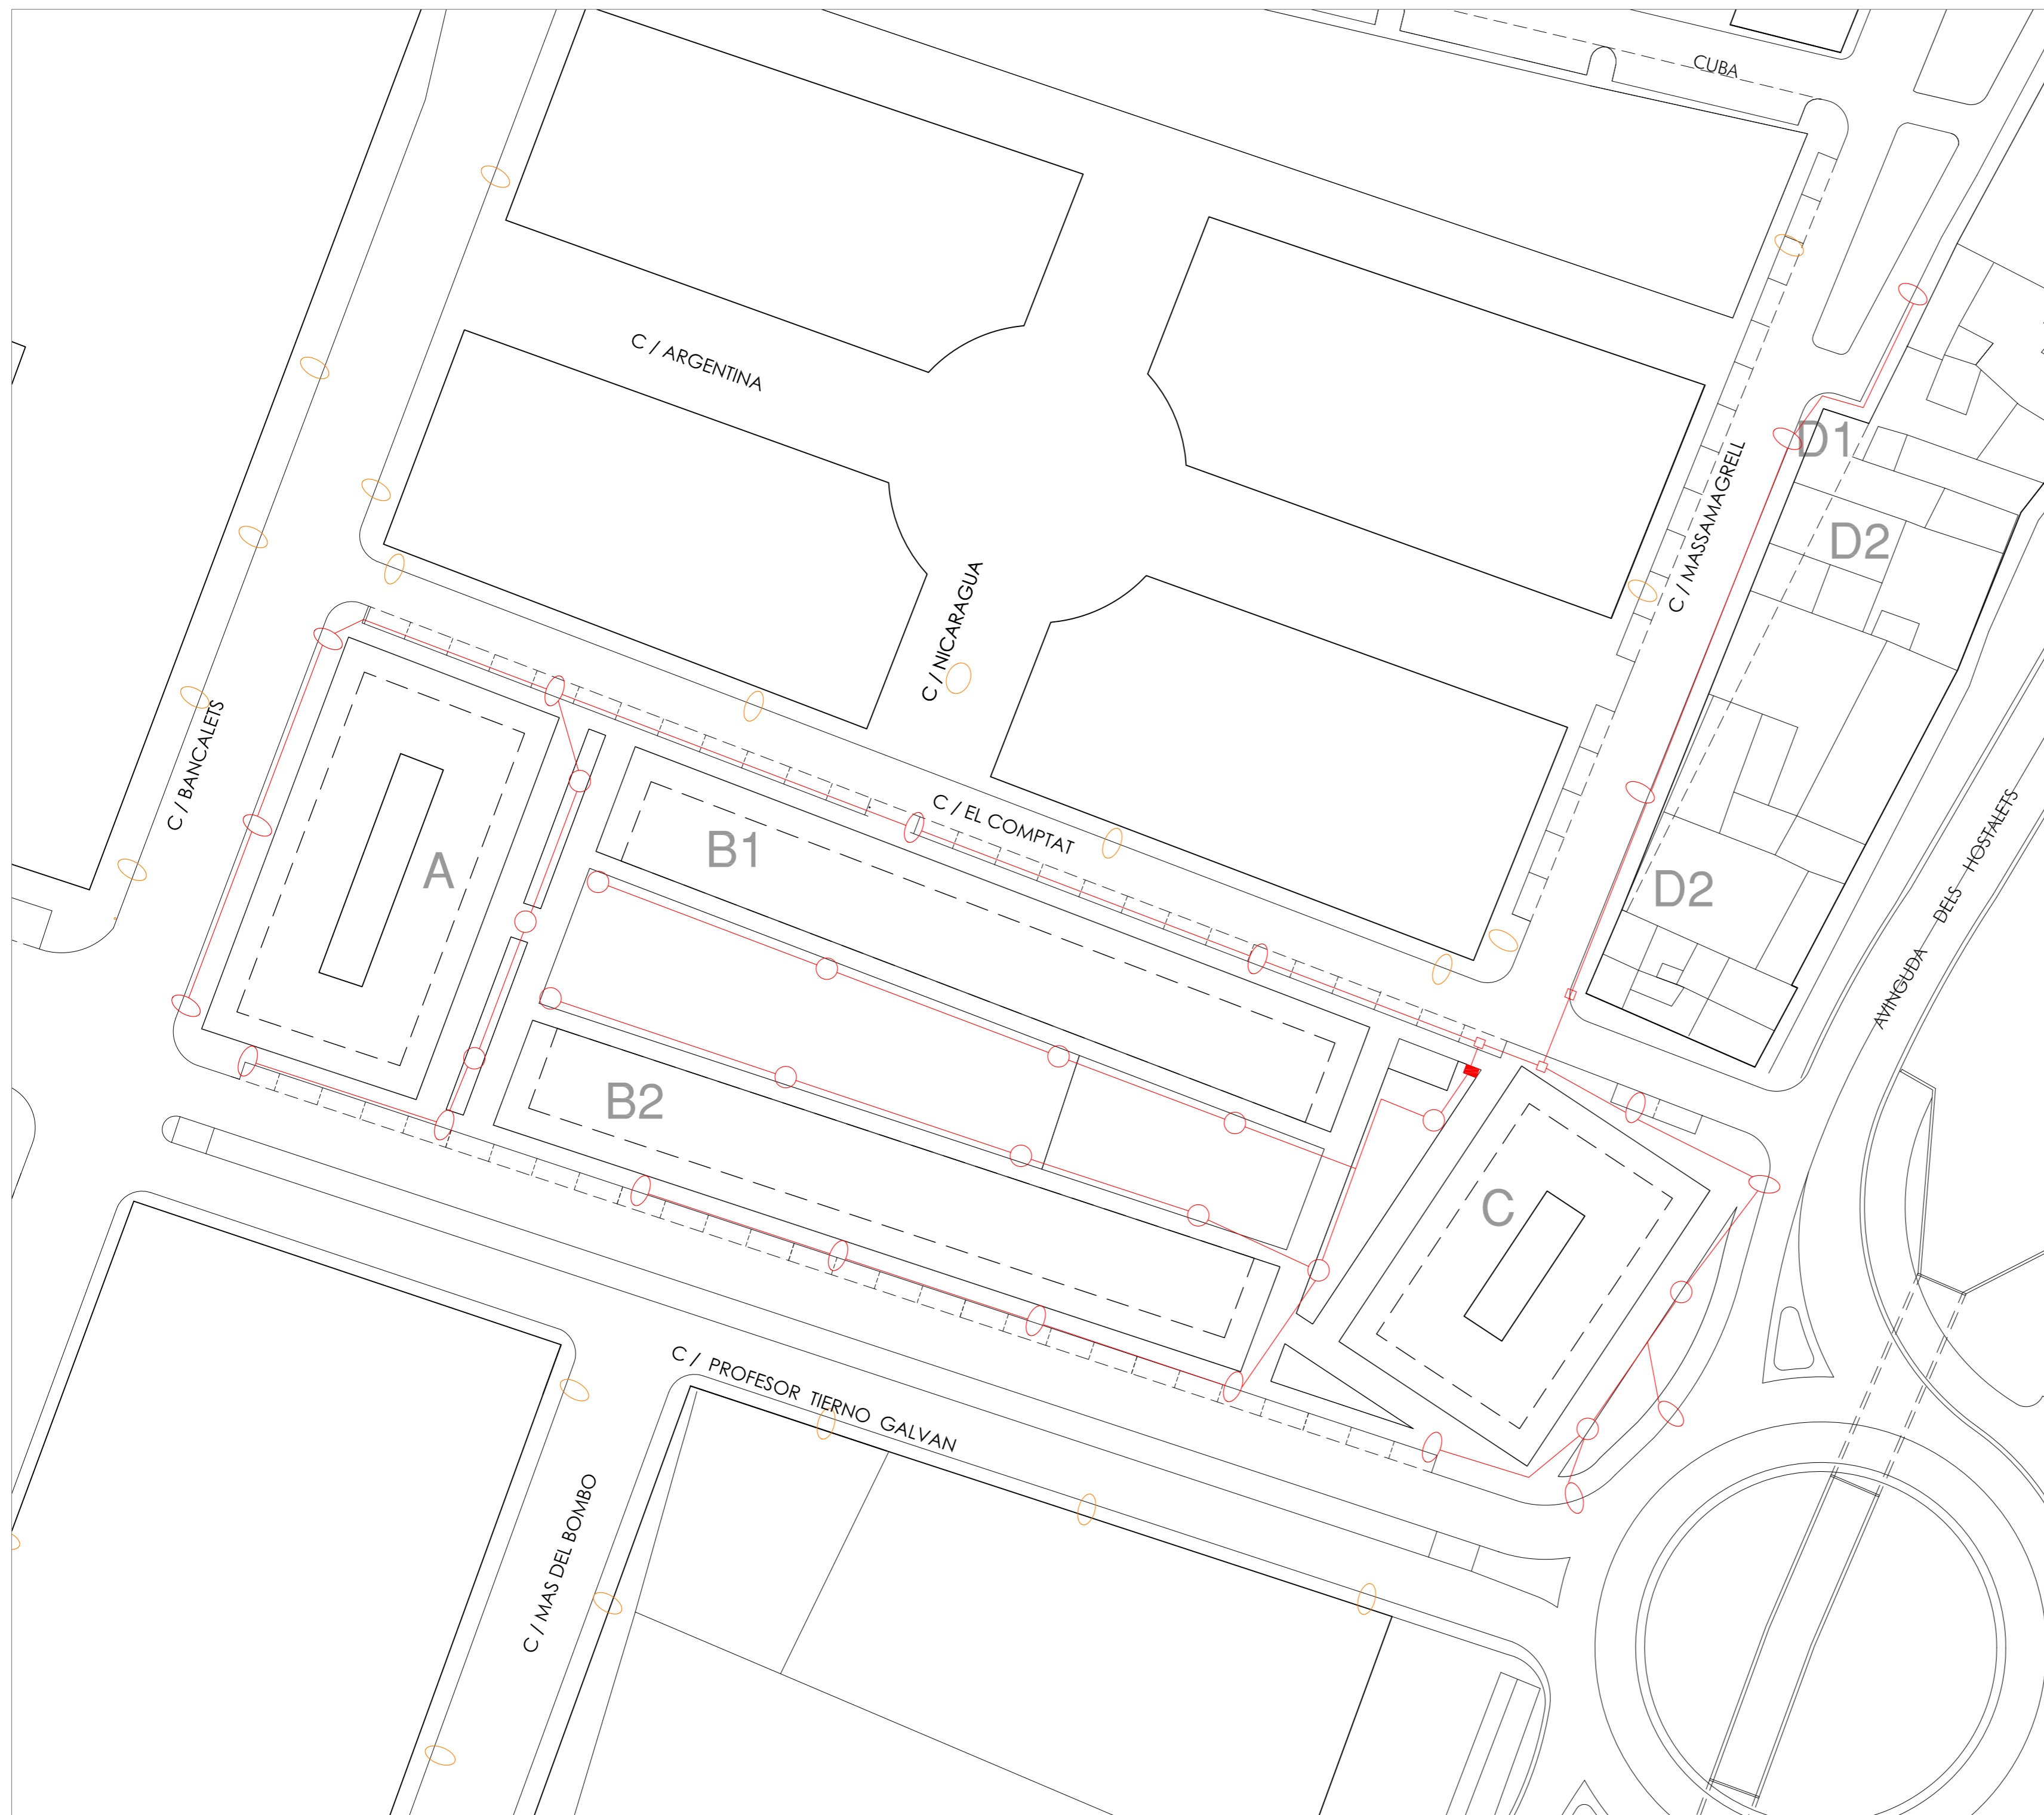 CUBA
C / ARGENTINA
D1
C / MASSAMAGRELL
D2
C / NICARAGUA
C / BANCALETS
C / EL COMPTAT
B1
A
D2
AVINGUDA DELS HOSTALETS
B2
C
C / PROFESOR TIERNO GALVAN
C / MAS DEL BOMBO